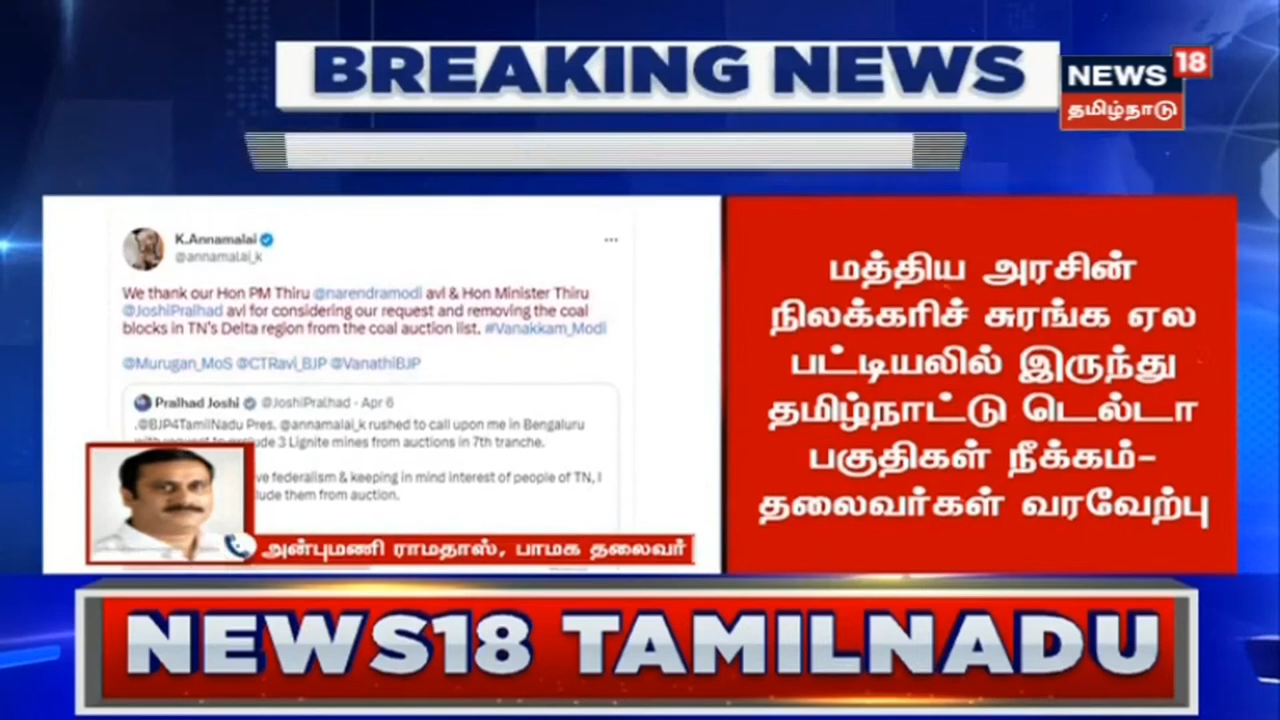 BREAKING NEWS
NEWS 18
தமிழ்நாடு
K.Annamalai
@annamalai_k
We thank our Hon PM Thiru @narendramodi avl & Hon Minister Thiru
@JoshiPralhad avl for considering our request and removing the coal
blocks in TN's Delta region from the coal auction list. #Vanakkam_Modi
@Murugan_MoS @CTRavi_BJP @VanathiBJP
Pralhad Joshi @JoshiPralhad · Apr 6
.@BJP4TamilNadu Pres. @annamalai_k rushed to call upon me in Bengaluru
3 Lignite mines from auctions in 7th tranche.
federalism & keeping in mind interest of people of TN, I
them from auction.
அன்புமணி ராமதாஸ், பாமக தலைவர்
மத்திய அரசின்
நிலக்கரிச் சுரங்க ஏல
பட்டியலில் இருந்து
தமிழ்நாட்டு டெல்டா
பகுதிகள் நீக்கம்-
தலைவர்கள் வரவேற்பு
NEWS18 TAMILNADU